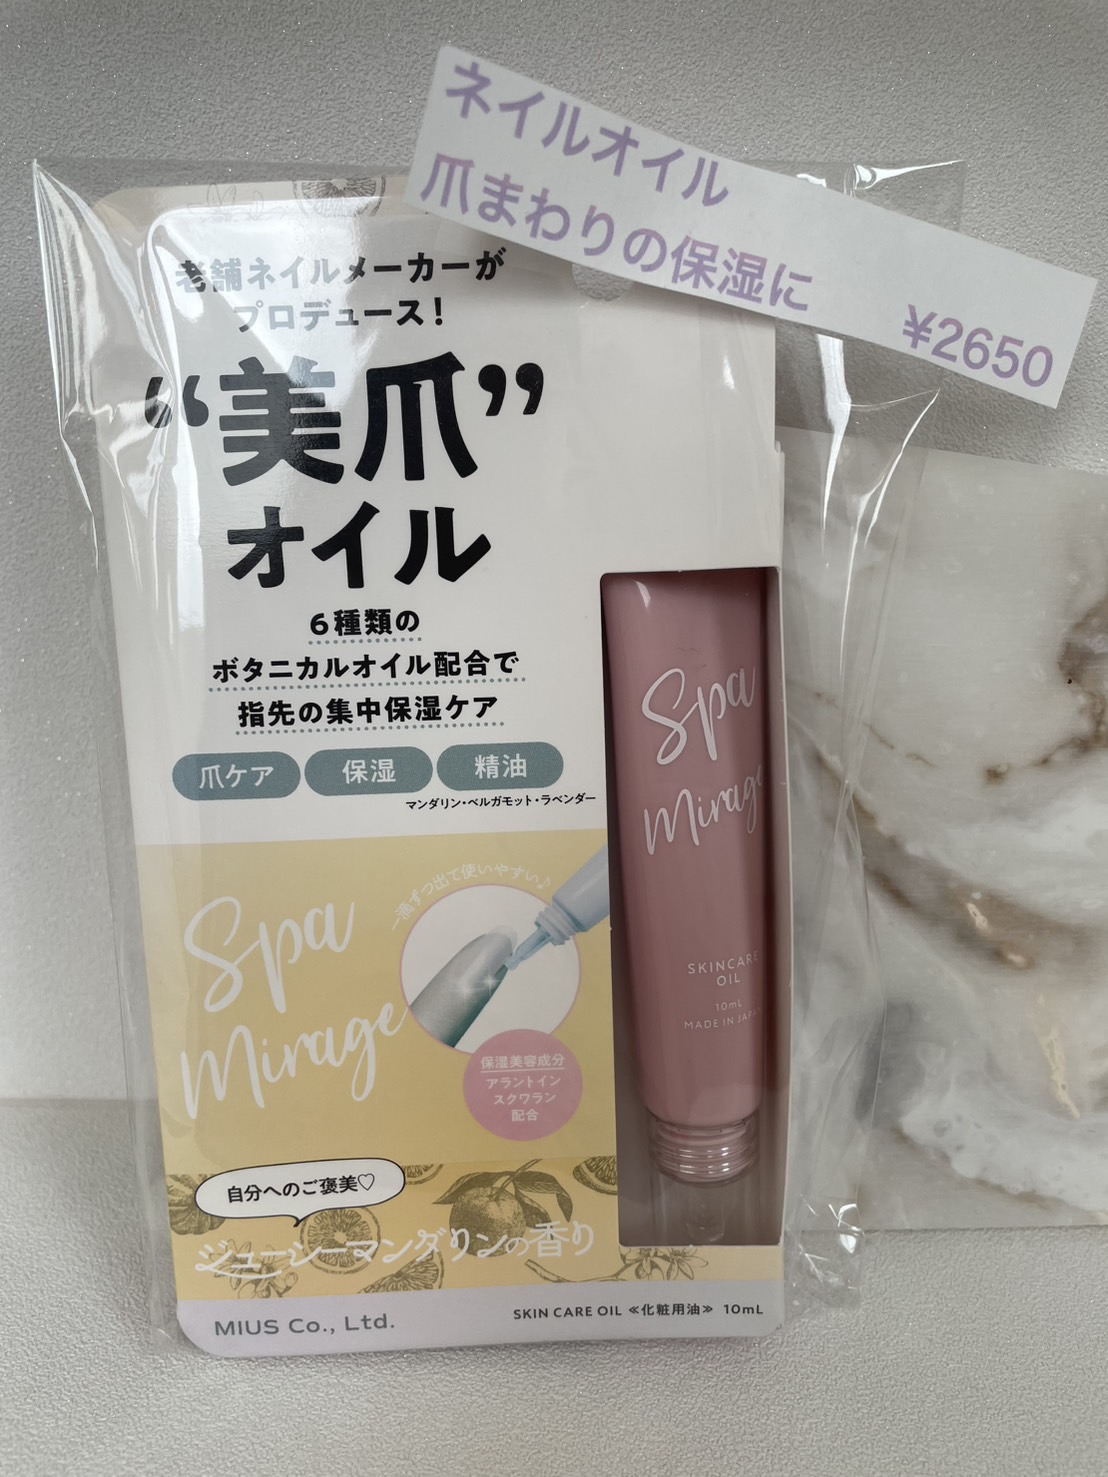 ネイルオイル
爪まわりの保湿に
¥2650
老舗ネイルメーカーが
プロデュース!
“美爪”
オイル
6種類の
ボタニカルオイル配合で
指先の集中保湿ケア
爪ケア
保湿
精油
マンダリン・ベルガモット・ラベンダー
Spa
Mirage
一滴ずつ出て使いやすい♪
保湿美容成分
アラントイン
スクワラン
配合
自分へのご褒美♡
ジューシーマンダリンの香り
MIUS Co., Ltd.
SKIN CARE OIL ≪化粧用油≫ 10mL
Spa
Mirage
SKINCARE
OIL
10mL
MADE IN JAPAN